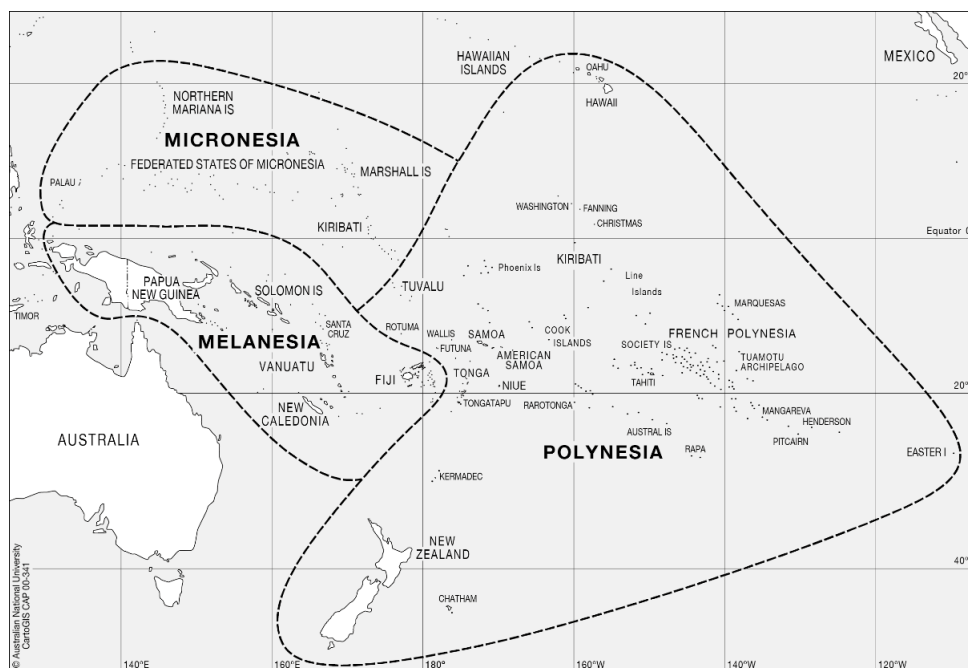 HAWAIIAN
ISLANDS
OAHU
HAWAII
MEXICO
20°
NORTHERN
MARIANA IS
MICRONESIA
FEDERATED STATES OF MICRONESIA
MARSHALL IS
PALAU
KIRIBATI
WASHINGTON
FANNING
CHRISTMAS
Equator 0
KIRIBATI
Phoenix Is
Line
Islands
PAPUA
NEW GUINEA
SOLOMON IS
TUVALU
MARQUESAS
TIMOR
SANTA
CRUZ
ROTUMA
WALLIS
FUTUNA
SAMOA
COOK
ISLANDS
FRENCH POLYNESIA
MELANESIA
AMERICAN
SAMOA
SOCIETY IS
TUAMOTU
ARCHIPELAGO
VANUATU
FIJI
TONGA
NIUE
TAHITI
20°
TONGATAPU
RAROTONGA
NEW
CALEDONIA
MANGAREVA
HENDERSON
PITCAIRN
AUSTRAL IS
RAPA
EASTER I
AUSTRALIA
POLYNESIA
KERMADEC
NEW
ZEALAND
40°
CHATHAM
© Australian National University
CartoGIS CAP 00-341
140°E
160°E
180°
160°W
140°W
120°W